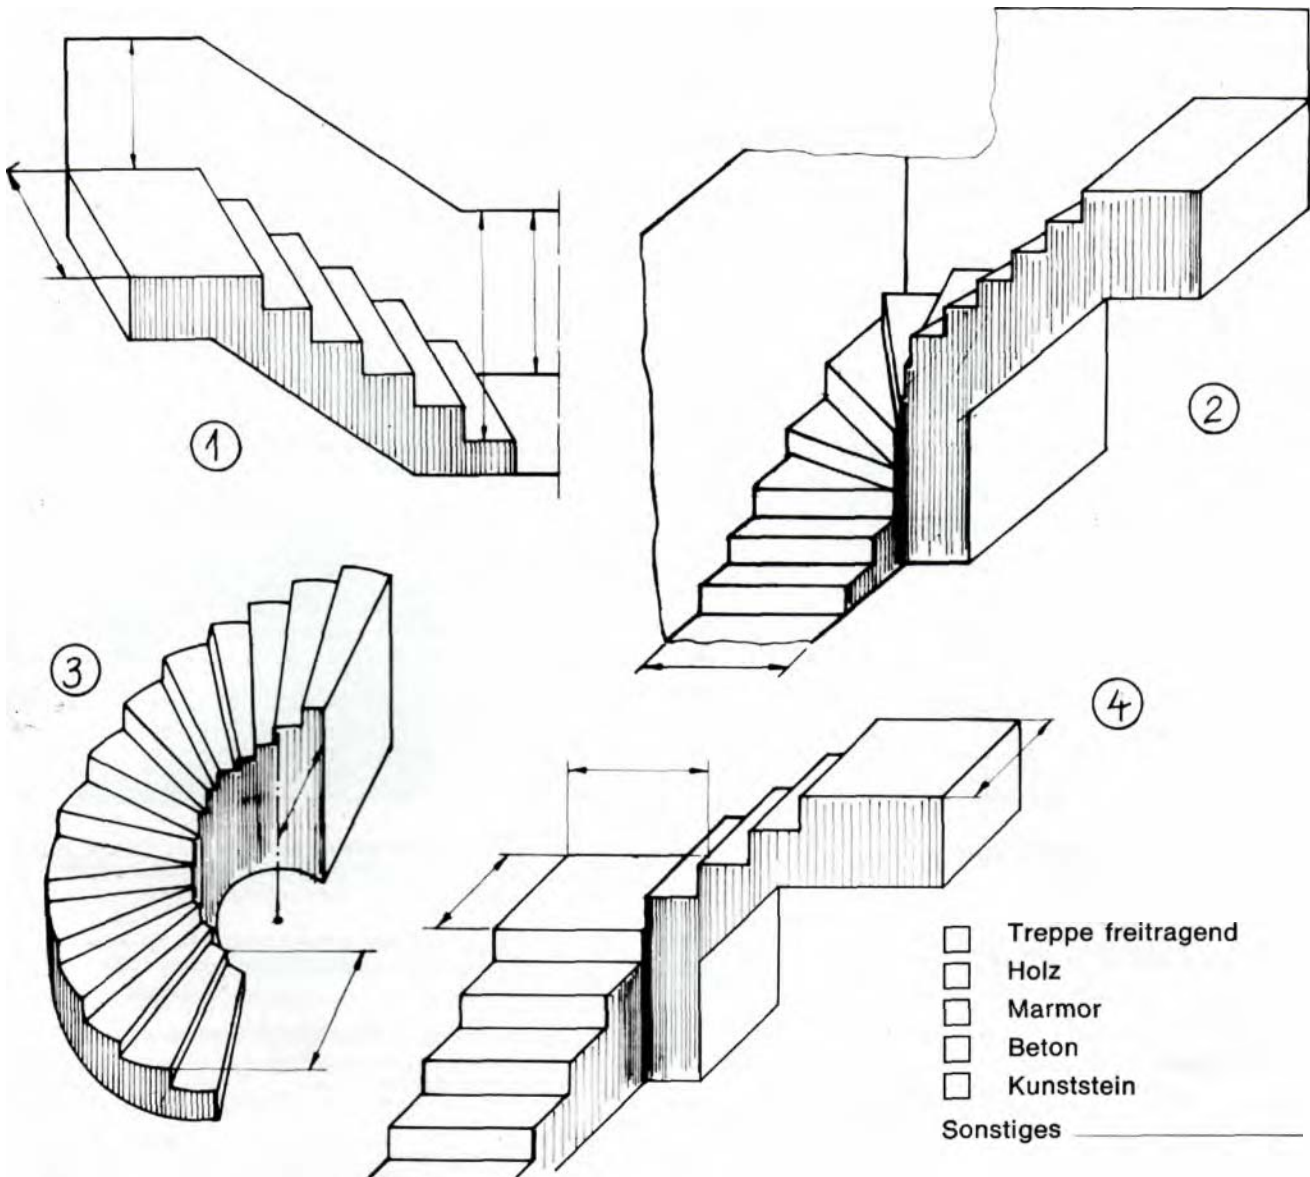 1
2
3
4
Treppe freitragend
Holz
Marmor
Beton
Kunststein
Sonstiges